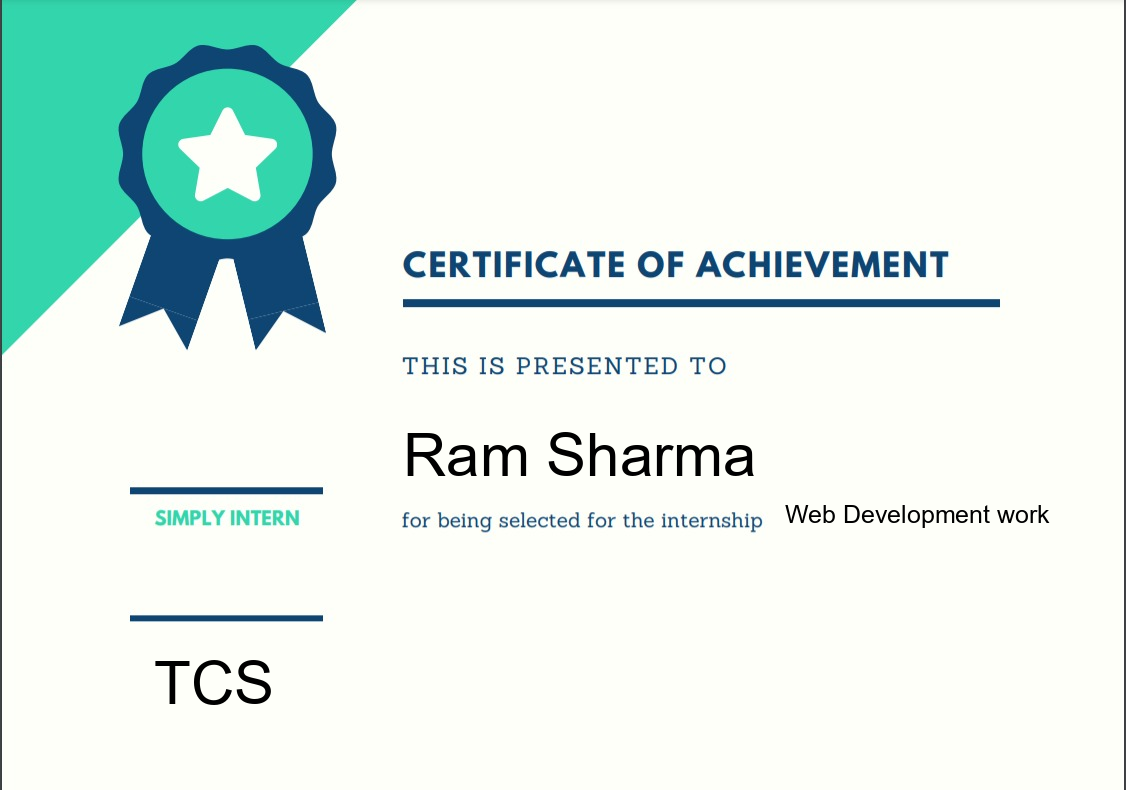 CERTIFICATE OF ACHIEVEMENT
THIS IS PRESENTED TO
Ram Sharma
for being selected for the internship Web Development work
SIMPLY INTERN
TCS